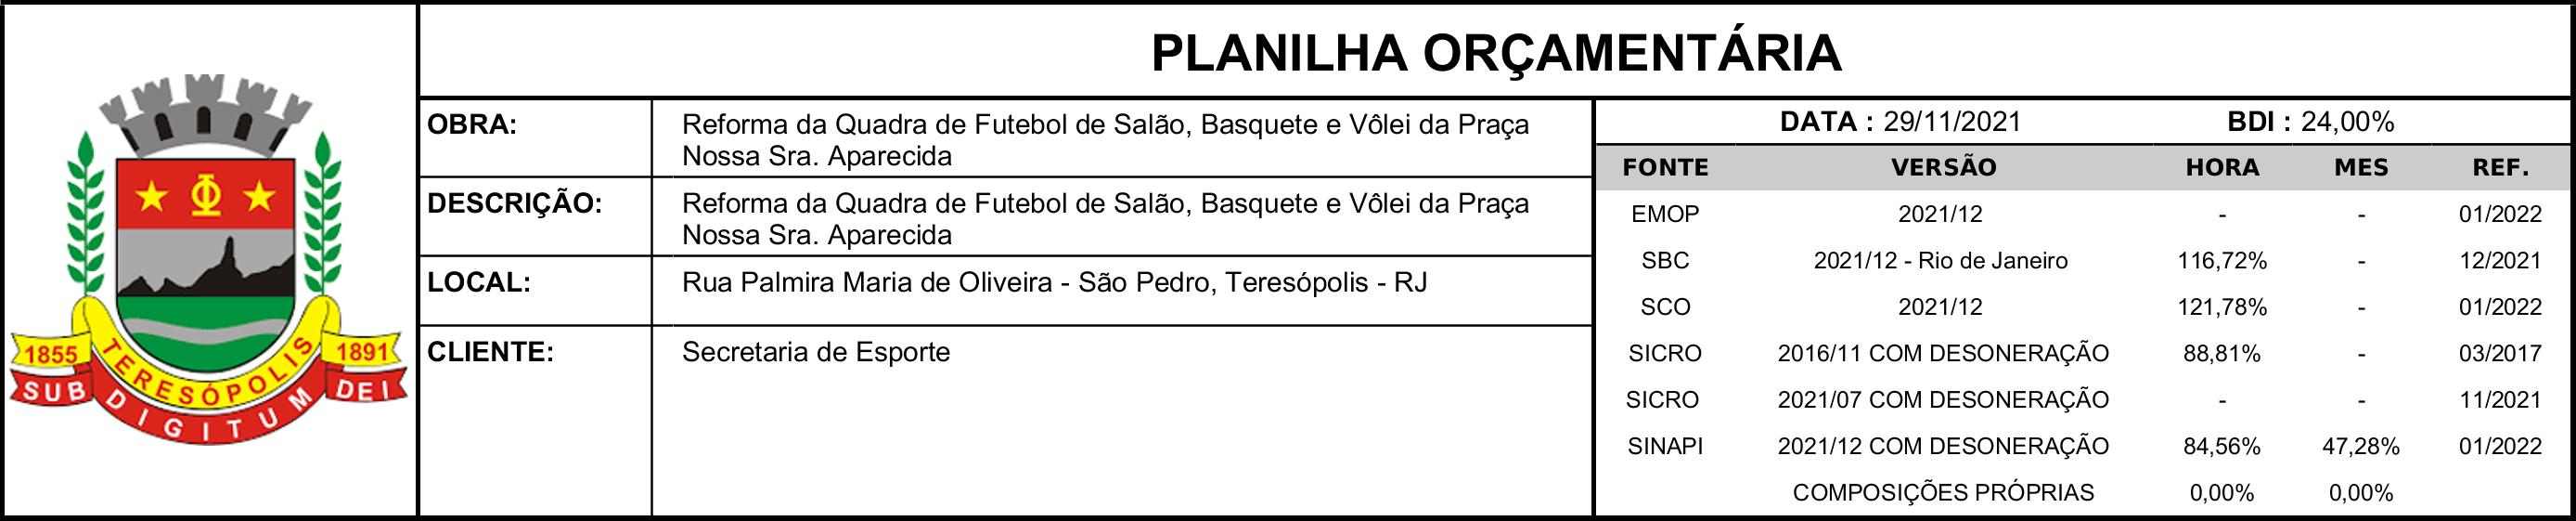 PLANILHA ORÇAMENTÁRIA
OBRA: Reforma da Quadra de Futebol de Salão, Basquete e Vôlei da Praça
Nossa Sra. Aparecida
DESCRIÇÃO: Reforma da Quadra de Futebol de Salão, Basquete e Vôlei da Praça
Nossa Sra. Aparecida
LOCAL: Rua Palmira Maria de Oliveira - São Pedro, Teresópolis - RJ
CLIENTE: Secretaria de Esporte
DATA : 29/11/2021 BDI : 24,00%
FONTE VERSÃO HORA MES REF.
EMOP 2021/12 - - 01/2022
SBC 2021/12 - Rio de Janeiro 116,72% - 12/2021
SCO 2021/12 121,78% - 01/2022
SICRO 2016/11 COM DESONERAÇÃO 88,81% - 03/2017
SICRO 2021/07 COM DESONERAÇÃO - - 11/2021
SINAPI 2021/12 COM DESONERAÇÃO 84,56% 47,28% 01/2022
COMPOSIÇÕES PRÓPRIAS 0,00% 0,00%
1855 TERESÓPOLIS 1891
SUB DIGITUM DEI